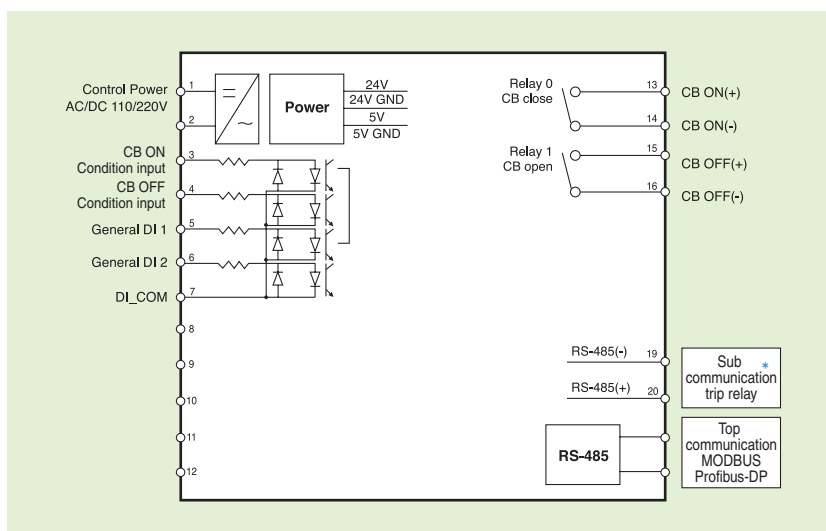 Control Power
AC/DC 110/220V
1
2
Power
24V
24V GND
5V
5V GND
CB ON
Condition input
3
CB OFF
Condition input
4
General DI 1
5
General DI 2
6
DI_COM
7
8
9
10
11
12
Relay 0
CB close
13
CB ON(+)
14
CB ON(-)
Relay 1
CB open
15
CB OFF(+)
16
CB OFF(-)
RS-485(-)
19
RS-485(+)
20
Sub *
communication
trip relay
RS-485
Top
communication
MODBUS
Profibus-DP